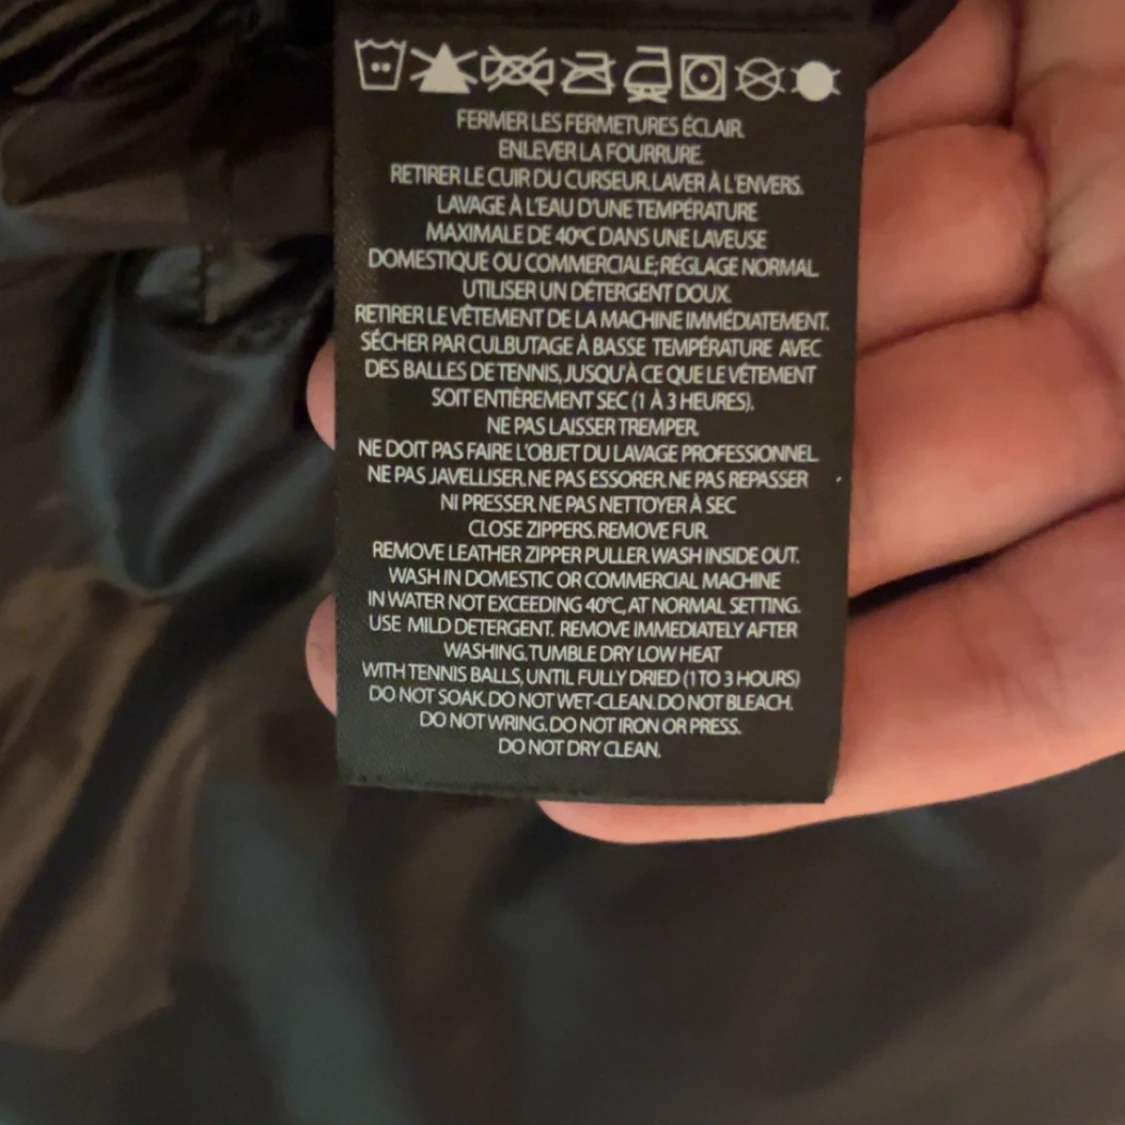 FERMER LES FERMETURES ÉCLAIR.
ENLEVER LA FOURRURE.
RETIRER LE CUIR DU CURSEUR. LAVER À L'ENVERS.
LAVAGE À L'EAU D'UNE TEMPÉRATURE
MAXIMALE DE 40°C DANS UNE LAVEUSE
DOMESTIQUE OU COMMERCIALE; RÉGLAGE NORMAL.
UTILISER UN DÉTERGENT DOUX.
RETIRER LE VÊTEMENT DE LA MACHINE IMMÉDIATEMENT.
SÉCHER PAR CULBUTAGE À BASSE TEMPÉRATURE AVEC
DES BALLES DE TENNIS, JUSQU'À CE QUE LE VÊTEMENT
SOIT ENTIÈREMENT SEC (1 À 3 HEURES).
NE PAS LAISSER TREMPER.
NE DOIT PAS FAIRE L'OBJET DU LAVAGE PROFESSIONNEL.
NE PAS JAVELLISER. NE PAS ESSORER. NE PAS REPASSER
NI PRESSER. NE PAS NETTOYER À SEC
CLOSE ZIPPERS. REMOVE FUR.
REMOVE LEATHER ZIPPER PULLER. WASH INSIDE OUT.
WASH IN DOMESTIC OR COMMERCIAL MACHINE
IN WATER NOT EXCEEDING 40°C, AT NORMAL SETTING.
USE MILD DETERGENT. REMOVE IMMEDIATELY AFTER
WASHING. TUMBLE DRY LOW HEAT
WITH TENNIS BALLS, UNTIL FULLY DRIED (1 TO 3 HOURS)
DO NOT SOAK. DO NOT WET-CLEAN. DO NOT BLEACH.
DO NOT WRING. DO NOT IRON OR PRESS.
DO NOT DRY CLEAN.